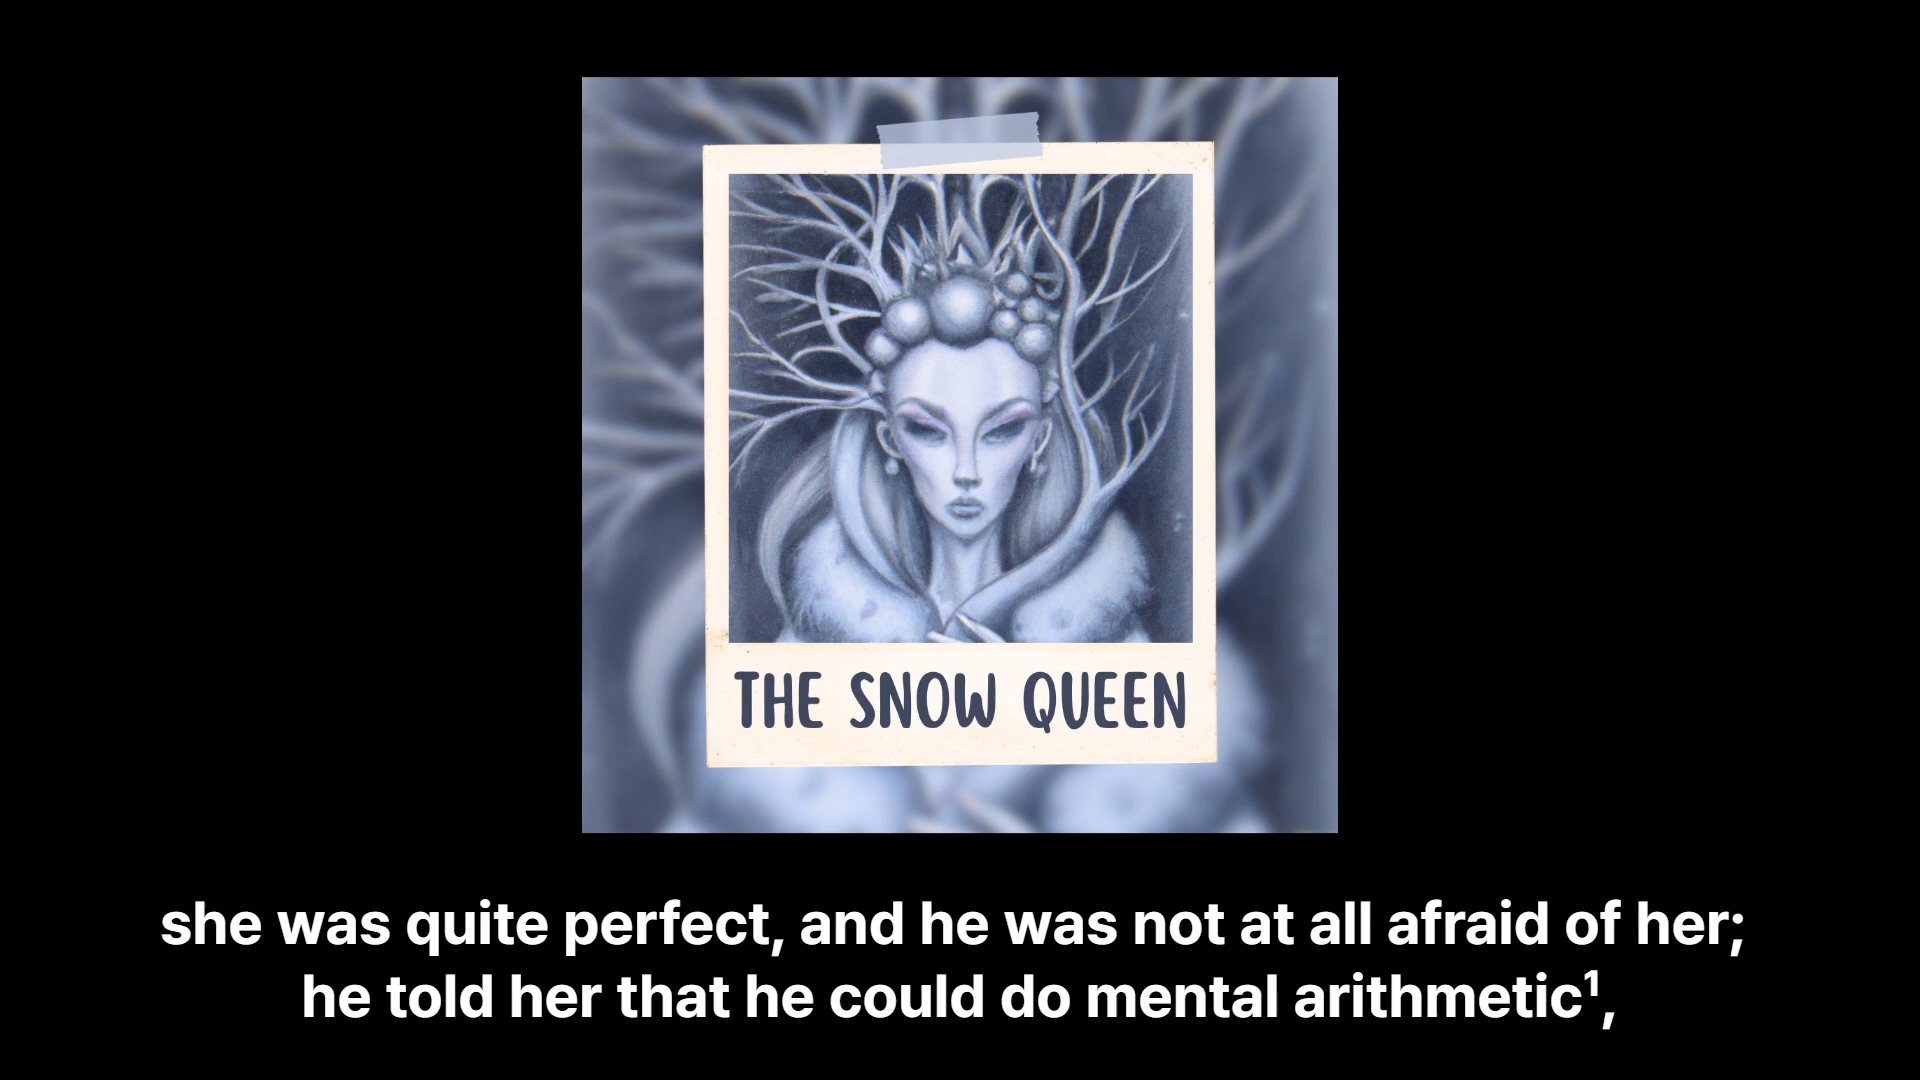 THE SNOW QUEEN
she was quite perfect, and he was not at all afraid of her;
he told her that he could do mental arithmetic¹,